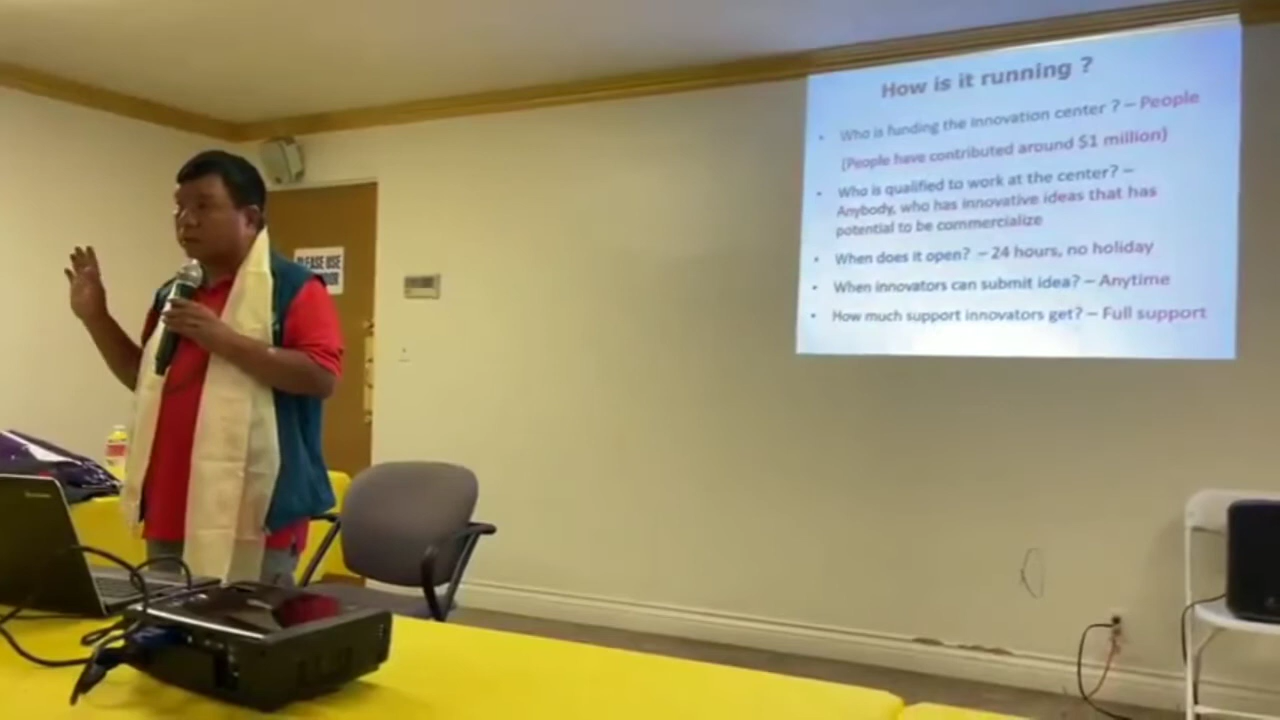 How is it running ?
• Who is funding the innovation center ? – People
(People have contributed around $1 million)
• Who is qualified to work at the center? –
Anybody, who has innovative ideas that has
potential to be commercialize
• When does it open? – 24 hours, no holiday
• When innovators can submit idea? – Anytime
• How much support innovators get? – Full support
PLEASE USE